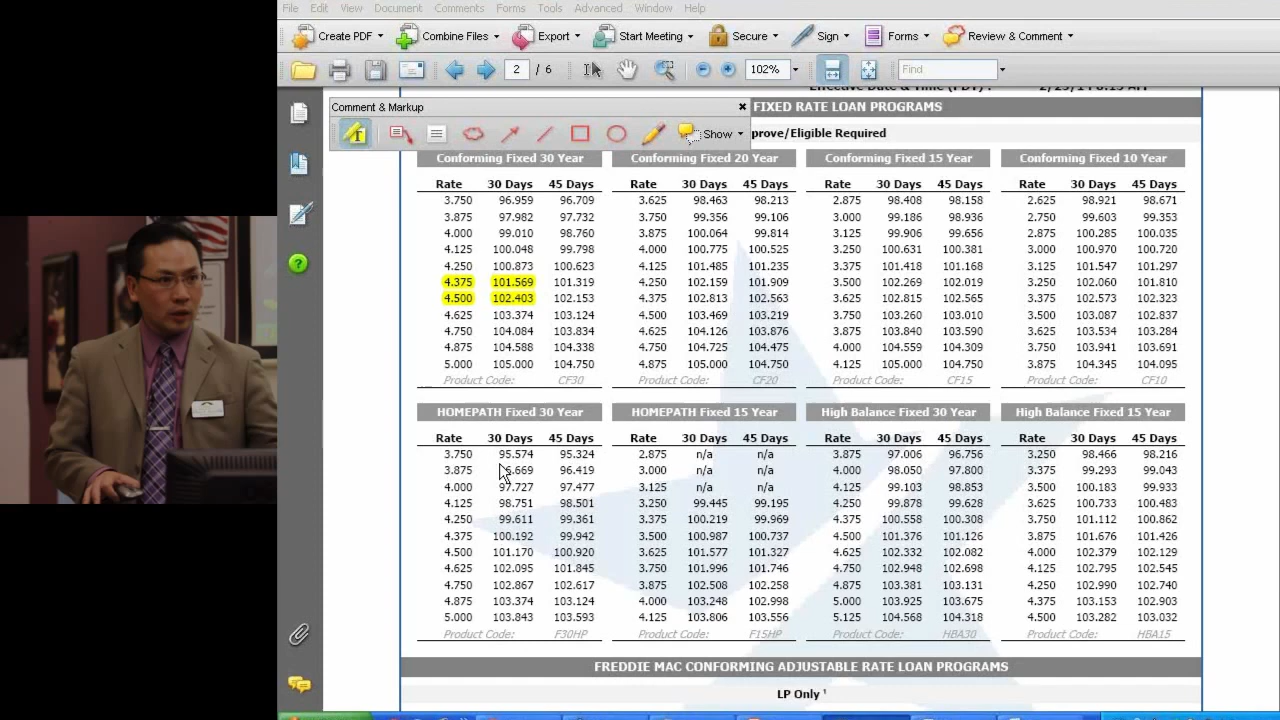 File Edit View Document Comments Forms Tools Advanced Window Help
Create PDF Combine Files Export Start Meeting Secure Sign Forms Review & Comment
2 / 6 102% Find
Effective Date & Time (PDT) :
Comment & Markup
FIXED RATE LOAN PROGRAMS
Show
prove/Eligible Required
Conforming Fixed 30 Year Conforming Fixed 20 Year Conforming Fixed 15 Year Conforming Fixed 10 Year
Rate 30 Days 45 Days Rate 30 Days 45 Days Rate 30 Days 45 Days Rate 30 Days 45 Days
3.750 96.959 96.709 3.625 98.463 98.213 2.875 98.408 98.158 2.625 98.921 98.671
3.875 97.982 97.732 3.750 99.356 99.106 3.000 99.186 98.936 2.750 99.603 99.353
4.000 99.010 98.760 3.875 100.064 99.814 3.125 99.906 99.656 2.875 100.285 100.035
4.125 100.048 99.798 4.000 100.775 100.525 3.250 100.631 100.381 3.000 100.970 100.720
4.250 100.873 100.623 4.125 101.485 101.235 3.375 101.418 101.168 3.125 101.547 101.297
4.375 101.569 101.319 4.250 102.159 101.909 3.500 102.269 102.019 3.250 102.060 101.810
4.500 102.403 102.153 4.375 102.813 102.563 3.625 102.815 102.565 3.375 102.573 102.323
4.625 103.374 103.124 4.500 103.469 103.219 3.750 103.260 103.010 3.500 103.087 102.837
4.750 104.084 103.834 4.625 104.126 103.876 3.875 103.840 103.590 3.625 103.534 103.284
4.875 104.588 104.338 4.750 104.725 104.475 4.000 104.559 104.309 3.750 103.941 103.691
5.000 105.000 104.750 4.875 105.000 104.750 4.125 105.000 104.750 3.875 104.345 104.095
Product Code: CF30 Product Code: CF20 Product Code: CF15 Product Code: CF10
HOMEPATH Fixed 30 Year HOMEPATH Fixed 15 Year High Balance Fixed 30 Year High Balance Fixed 15 Year
Rate 30 Days 45 Days Rate 30 Days 45 Days Rate 30 Days 45 Days Rate 30 Days 45 Days
3.750 95.574 95.324 2.875 n/a n/a 3.875 97.006 96.756 3.250 98.466 98.216
3.875 96.419 3.000 n/a n/a 4.000 98.050 97.800 3.375 99.293 99.043
4.000 97.727 97.477 3.125 n/a n/a 4.125 99.103 98.853 3.500 100.183 99.933
4.125 98.751 98.501 3.250 99.445 99.195 4.250 99.878 99.628 3.625 100.733 100.483
4.250 99.611 99.361 3.375 100.219 99.969 4.375 100.558 100.308 3.750 101.112 100.862
4.375 100.192 99.942 3.500 100.987 100.737 4.500 101.376 101.126 3.875 101.676 101.426
4.500 101.170 100.920 3.625 101.577 101.327 4.625 102.332 102.082 4.000 102.379 102.129
4.625 102.095 101.845 3.750 101.996 101.746 4.750 102.948 102.698 4.125 102.795 102.545
4.750 102.867 102.617 3.875 102.508 102.258 4.875 103.381 103.131 4.250 102.990 102.740
4.875 103.374 103.124 4.000 103.248 102.998 5.000 103.925 103.675 4.375 103.153 102.903
5.000 103.843 103.593 4.125 103.806 103.556 5.125 104.568 104.318 4.500 103.282 103.032
Product Code: F30HP Product Code: F15HP Product Code: HBA30 Product Code: HBA15
FREDDIE MAC CONFORMING ADJUSTABLE RATE LOAN PROGRAMS
LP Only ¹